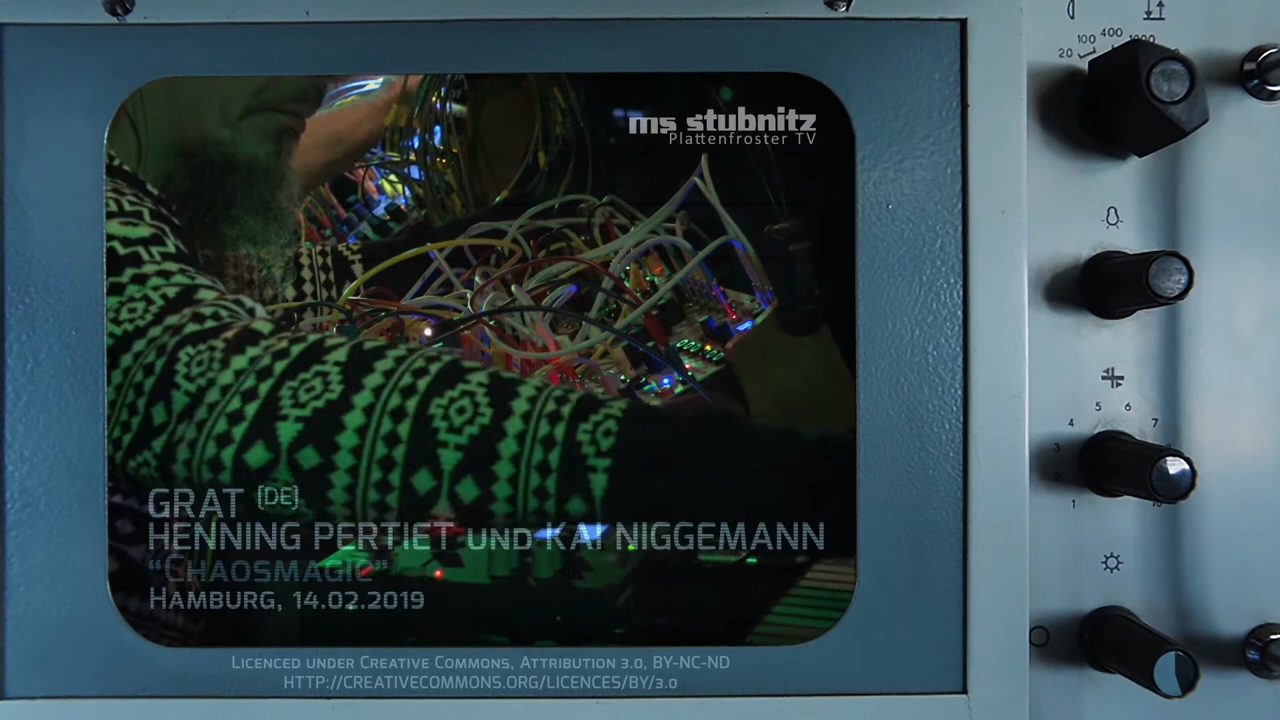 20 100 400 1000
ms stubnitz
Plattenfroster TV
5 6
4 7
3
1 10
GRAT (DE)
HENNING PERTIET UND KAI NIGGEMANN
“CHAOSMAGIC”
HAMBURG, 14.02.2019
LICENCED UNDER CREATIVE COMMONS, ATTRIBUTION 3.0, BY-NC-ND
HTTP://CREATIVECOMMONS.ORG/LICENCES/BY/3.0